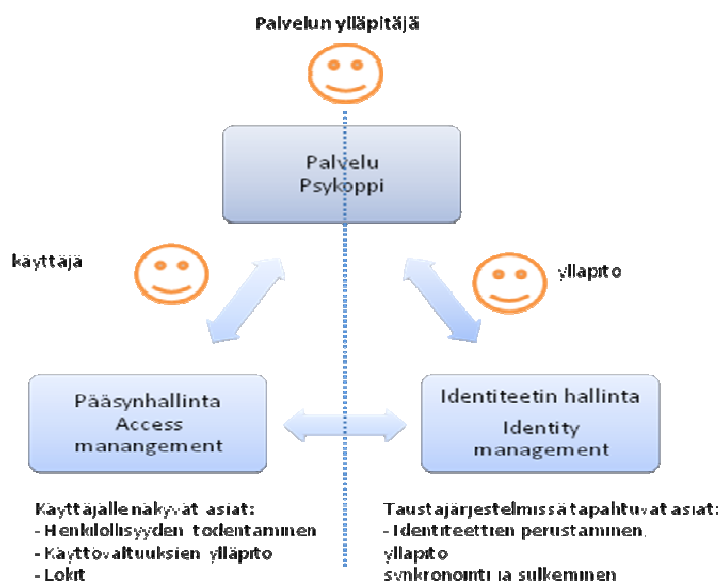 Palvelun ylläpitäjä
Palvelu
Psykoppi
käyttäjä
ylläpito
Pääsynhallinta
Access
manangement
Identiteetin hallinta
Identity
management
Käyttäjälle näkyvät asiat:
- Henkilöllisyyden todentaminen
- Käyttövaltuuksien ylläpito
- Lokit
Taustajärjestelmissä tapahtuvat asiat:
- Identiteettien perustaminen,
ylläpito
synkronointi ja sulkeminen